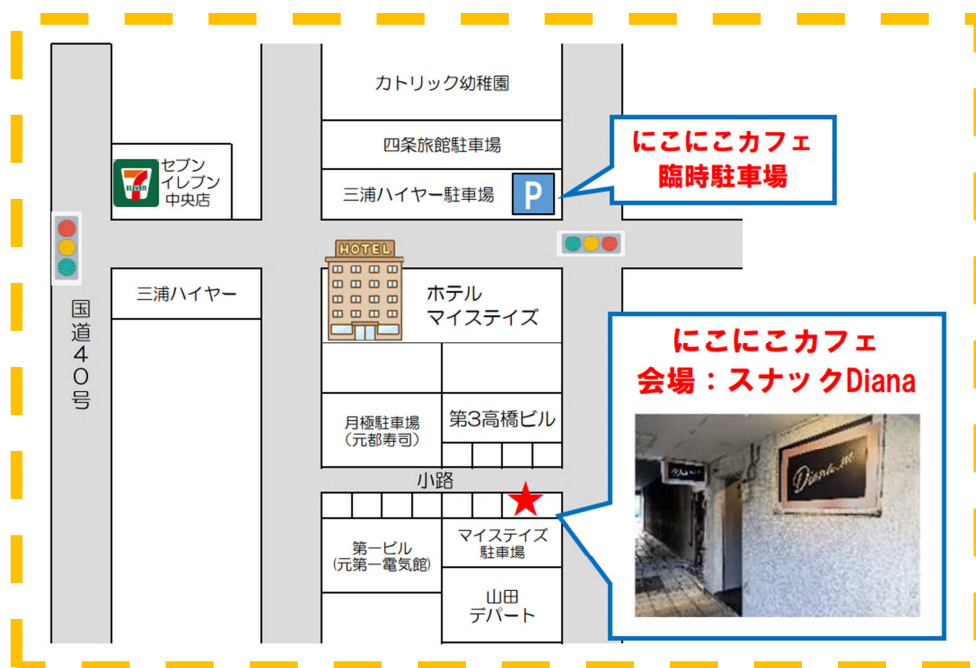 カトリック幼稚園
四条旅館駐車場
三浦ハイヤー駐車場
P
にこにこカフェ
臨時駐車場
7
ELEVEN
セブン
イレブン
中央店
HOTEL
三浦ハイヤー
ホテル
マイステイズ
国道40号
月極駐車場
(元都寿司)
第3高橋ビル
小路
第一ビル
(元第一電気館)
マイステイズ
駐車場
山田
デパート
にこにこカフェ
会場：スナックDiana